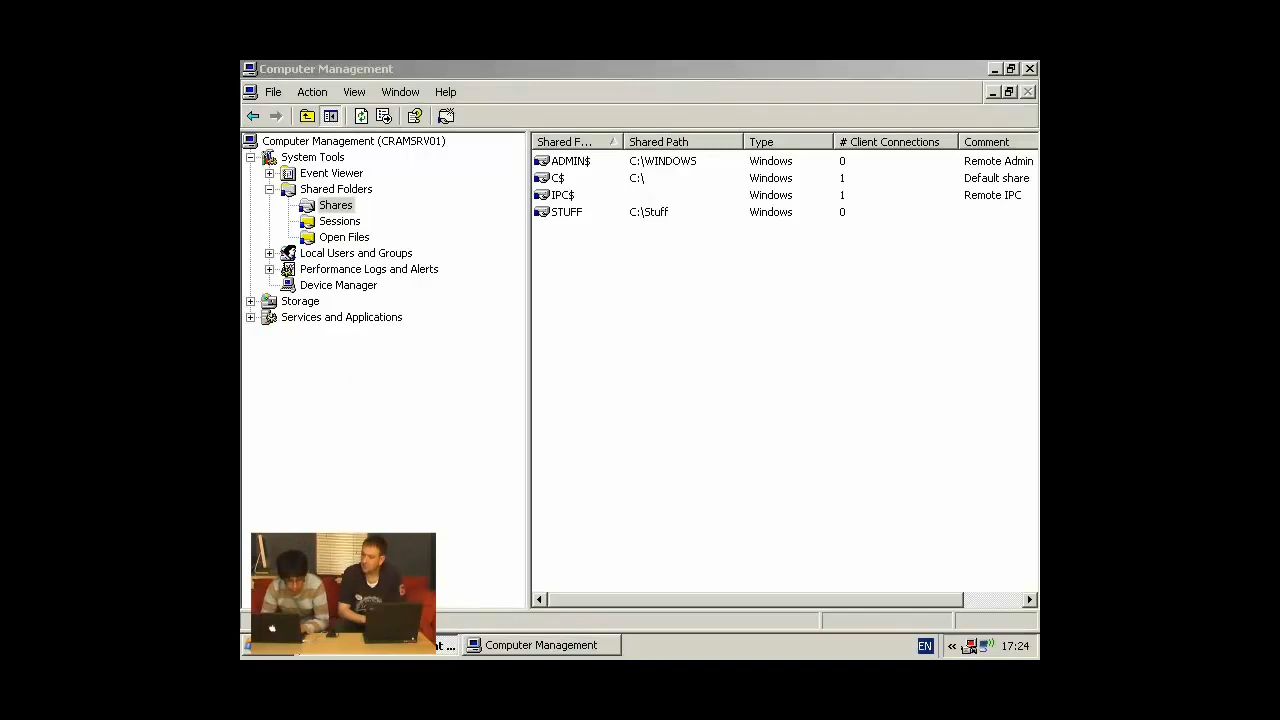 Computer Management
File Action View Window Help
Computer Management (CRAMSRV01)
System Tools
Event Viewer
Shared Folders
Shares
Sessions
Open Files
Local Users and Groups
Performance Logs and Alerts
Device Manager
Storage
Services and Applications
Shared F... Shared Path Type # Client Connections Comment
ADMIN$ C:\WINDOWS Windows 0 Remote Admin
C$ C:\ Windows 1 Default share
IPC$ Windows 1 Remote IPC
STUFF C:\Stuff Windows 0
Computer Management
EN
« 17:24